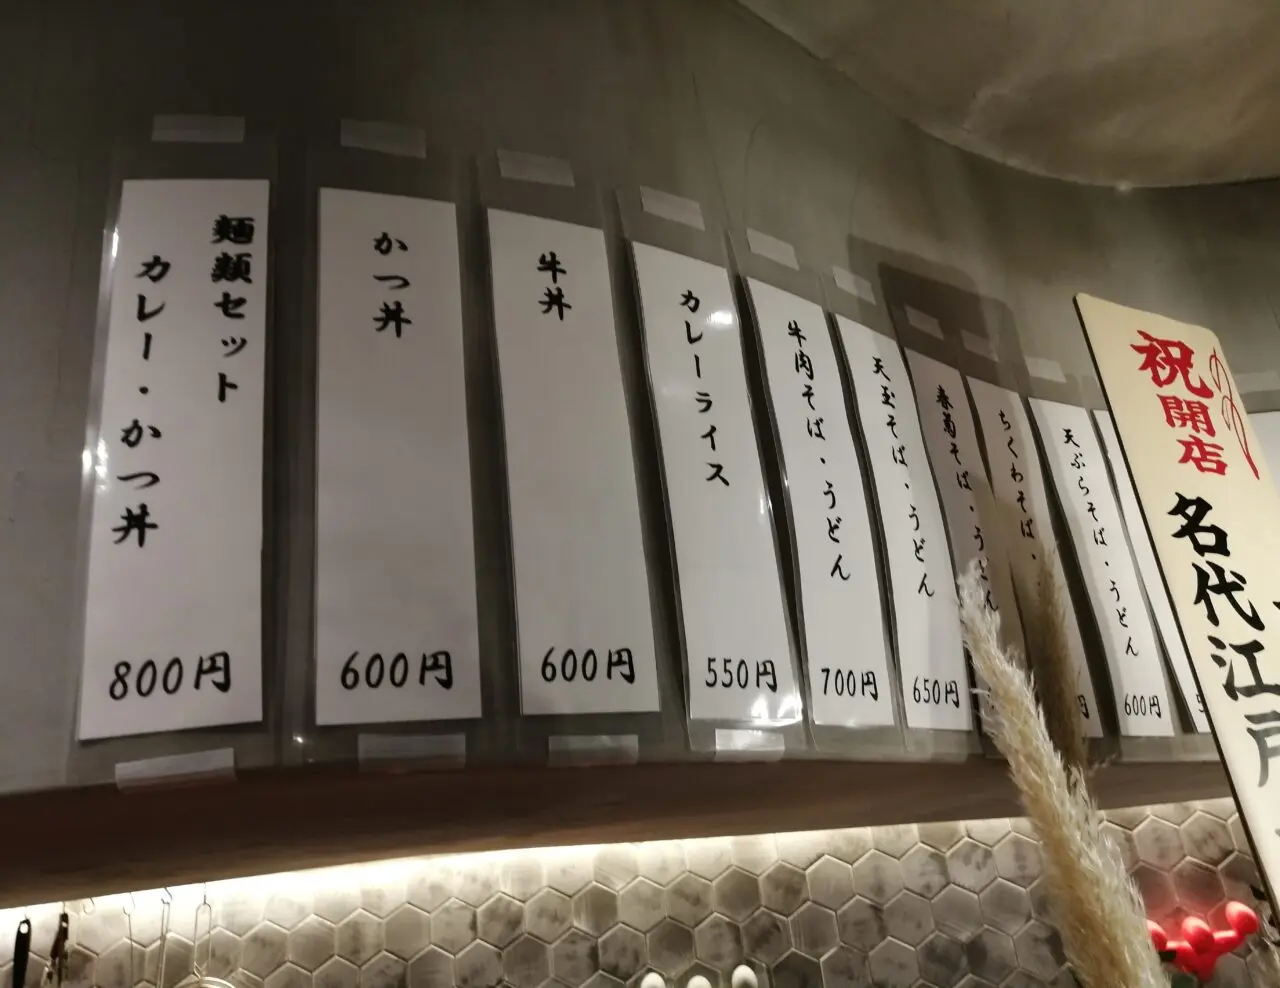 麺類セット
カレー・かつ丼
800円
かつ丼
600円
牛丼
600円
カレーライス
550円
牛肉そば・うどん
700円
天玉そば・うどん
650円
春菊そば・うどん
ちくわそば・
円
天ぷらそば・うどん
600円
祝開店
名代江戸